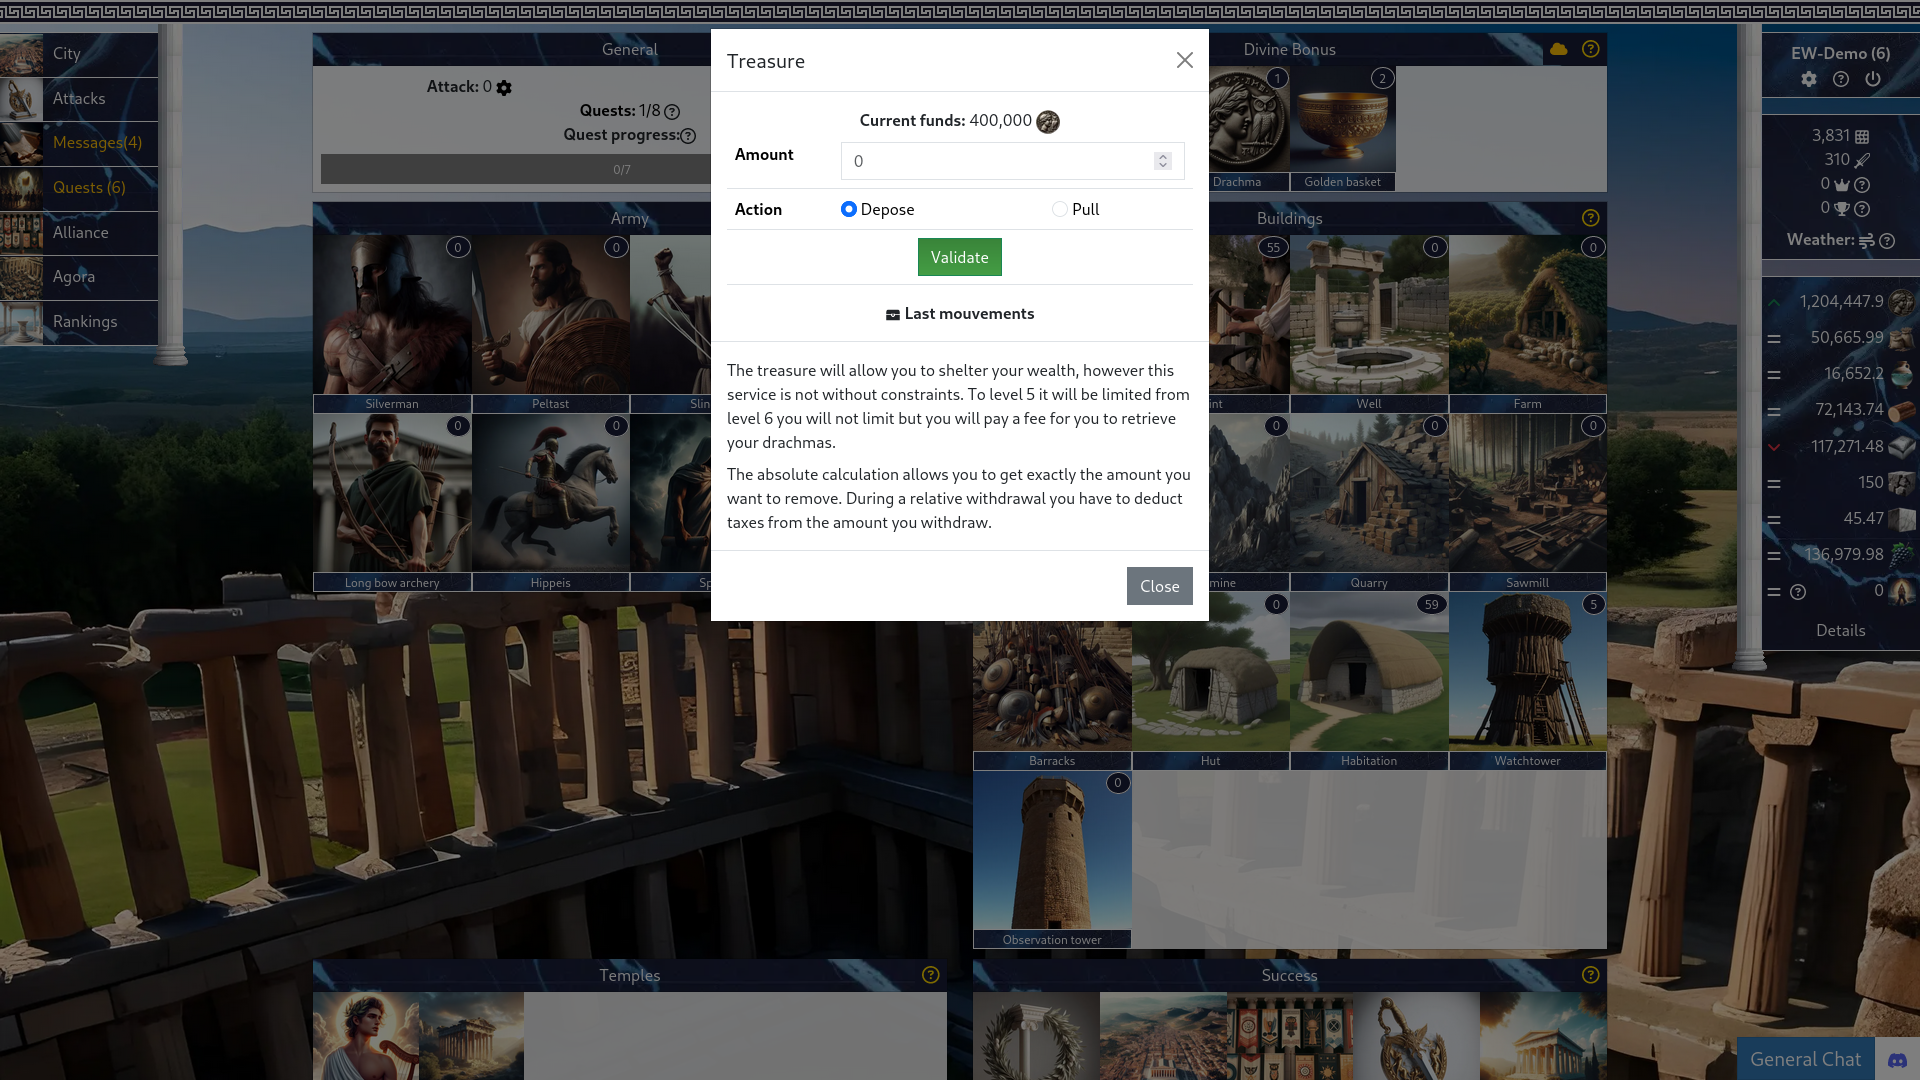 City
Attacks
Messages(4)
Quests (6)
Alliance
Agora
Rankings
General
Attack: 0
Quests: 1/8
Quest progress:
0/7
Army
0
0
Silverman
Peltast
Slin
0
0
Long bow archery
Hippeis
Sp
Treasure
Current funds: 400,000
Amount
0
Action
Depose
Pull
Validate
Last mouvements
The treasure will allow you to shelter your wealth, however this
service is not without constraints. To level 5 it will be limited from
level 6 you will not limit but you will pay a fee for you to retrieve
your drachmas.
The absolute calculation allows you to get exactly the amount you
want to remove. During a relative withdrawal you have to deduct
taxes from the amount you withdraw.
Close
Divine Bonus
1
2
Drachma
Golden basket
Buildings
55
0
0
int
Well
Farm
0
0
0
mine
Quarry
Sawmill
0
59
5
Barracks
Hut
Habitation
Watchtower
0
Observation tower
Temples
Success
EW-Demo (6)
3,831
310
0
0
Weather:
1,204,447.9
50,665.99
16,652.2
72,143.74
117,271.48
150
45.47
136,979.98
0
Details
General Chat